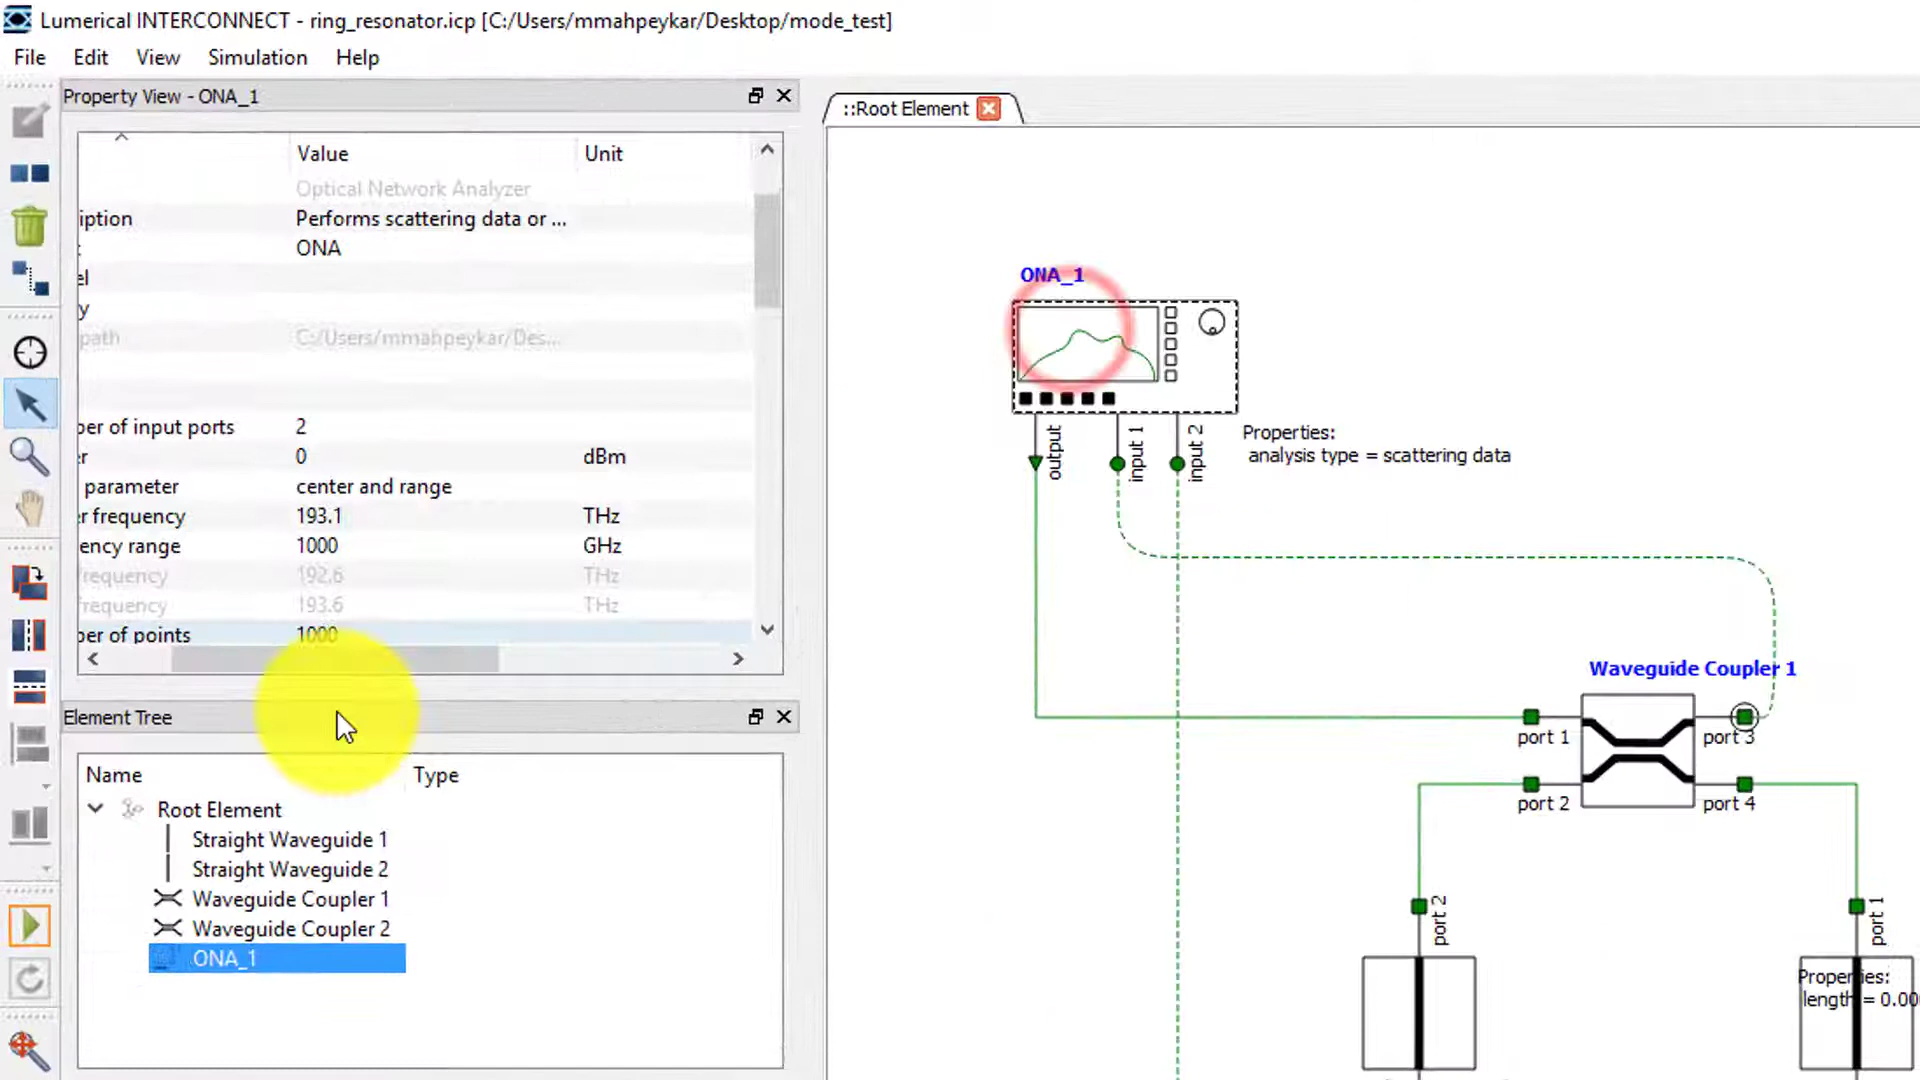 Lumerical INTERCONNECT - ring_resonator.icp [C:/Users/mmahpeykar/Desktop/mode_test]
File Edit View Simulation Help
Property View - ONA_1
Value Unit
Optical Network Analyzer
iption Performs scattering data or ...
ONA
el
y
path C:/Users/mmahpeykar/Des...
ber of input ports 2
r 0 dBm
parameter center and range
r frequency 193.1 THz
ency range 1000 GHz
frequency 192.6 THz
frequency 193.6 THz
ber of points 1000
Element Tree
Name Type
Root Element
Straight Waveguide 1
Straight Waveguide 2
Waveguide Coupler 1
Waveguide Coupler 2
ONA_1
::Root Element
ONA_1
output
input 1
input 2
Properties:
analysis type = scattering data
Waveguide Coupler 1
port 1
port 3
port 2
port 4
port 2
port 1
Properties:
length = 0.00